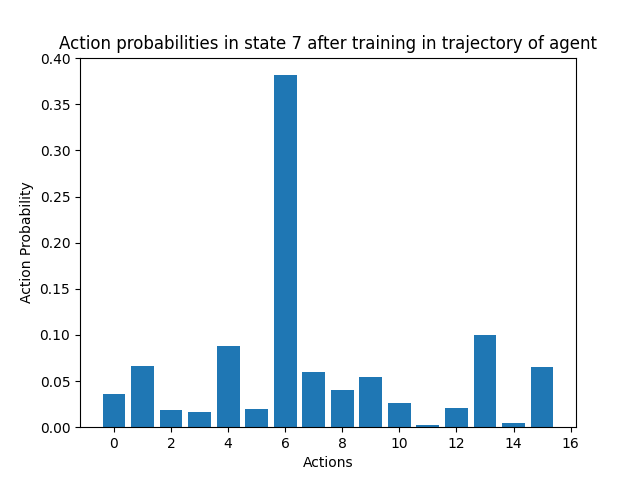 Action probabilities in state 7 after training in trajectory of agent
0.40
0.35
0.30
0.25
0.20
0.15
0.10
0.05
0.00
Action Probability
0 2 4 6 8 10 12 14 16
Actions